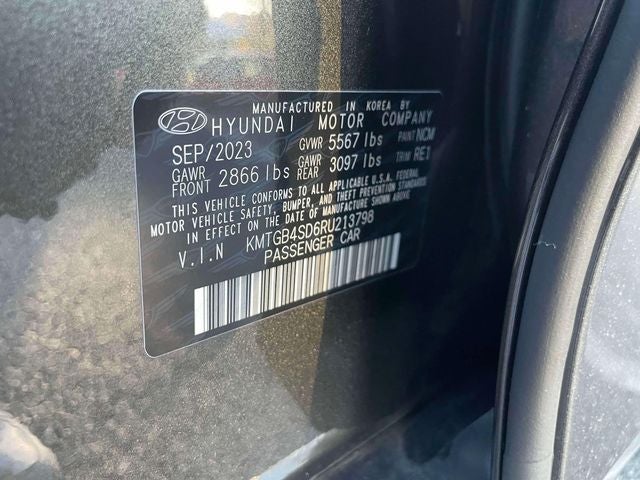 MANUFACTURED IN KOREA BY
HYUNDAI MOTOR COMPANY
SEP/2023 GVWR 5567 lbs PAINT NCM
GAWR FRONT 2866 lbs GAWR REAR 3097 lbs TRIM RE1
THIS VEHICLE CONFORMS TO ALL APPLICABLE U.S.A. FEDERAL
MOTOR VEHICLE SAFETY, BUMPER, AND THEFT PREVENTION STANDARDS
IN EFFECT ON THE DATE OF MANUFACTURE SHOWN ABOVE
V.I.N KMTGB4SD6RU213798
PASSENGER CAR